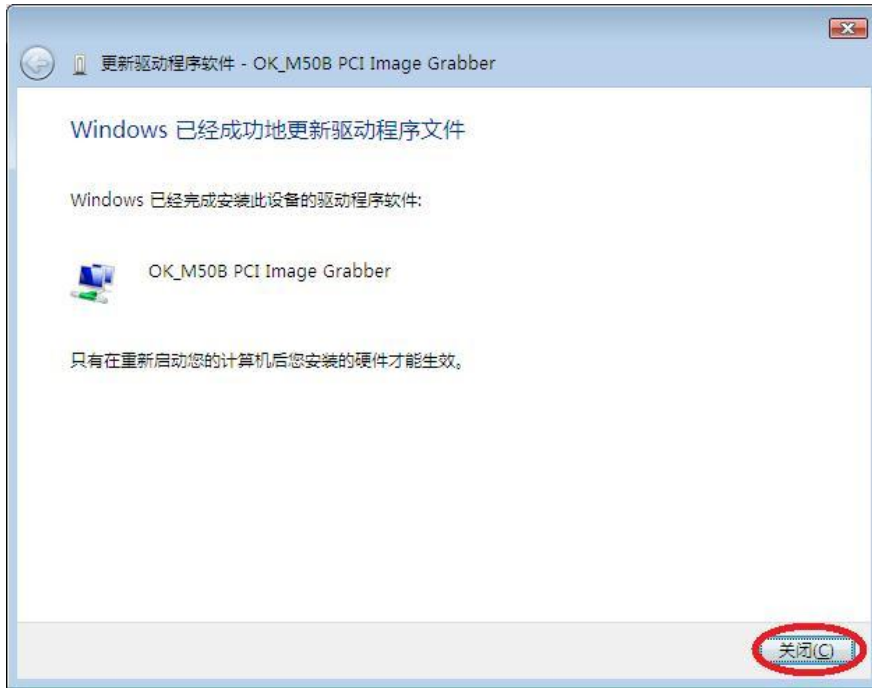 更新驱动程序软件 - OK_M50B PCI Image Grabber
Windows 已经成功地更新驱动程序文件
Windows 已经完成安装此设备的驱动程序软件:
OK_M50B PCI Image Grabber
只有在重新启动您的计算机后您安装的硬件才能生效。
关闭(C)